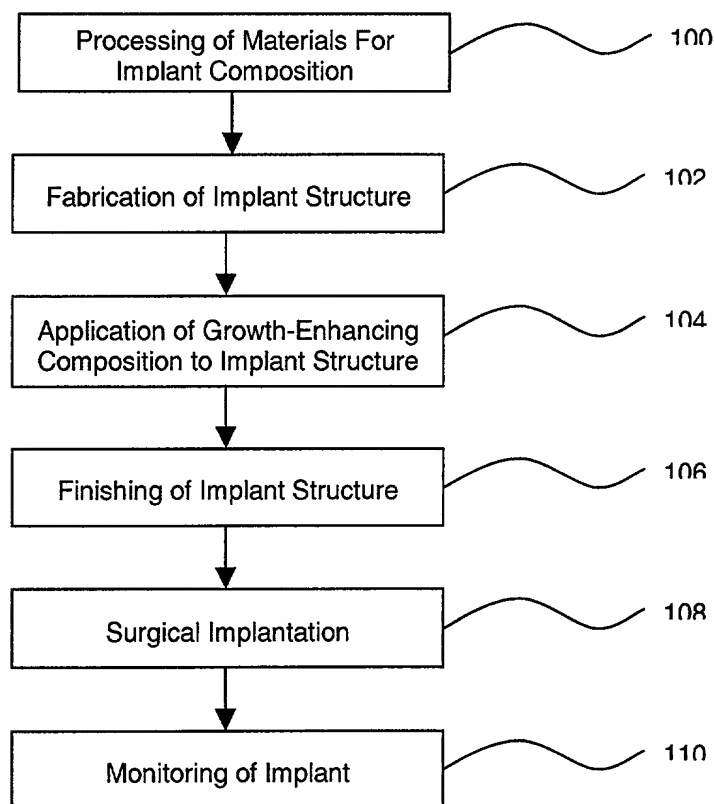 Processing of Materials For
Implant Composition
100
Fabrication of Implant Structure
102
Application of Growth-Enhancing
Composition to Implant Structure
104
Finishing of Implant Structure
106
Surgical Implantation
108
Monitoring of Implant
110